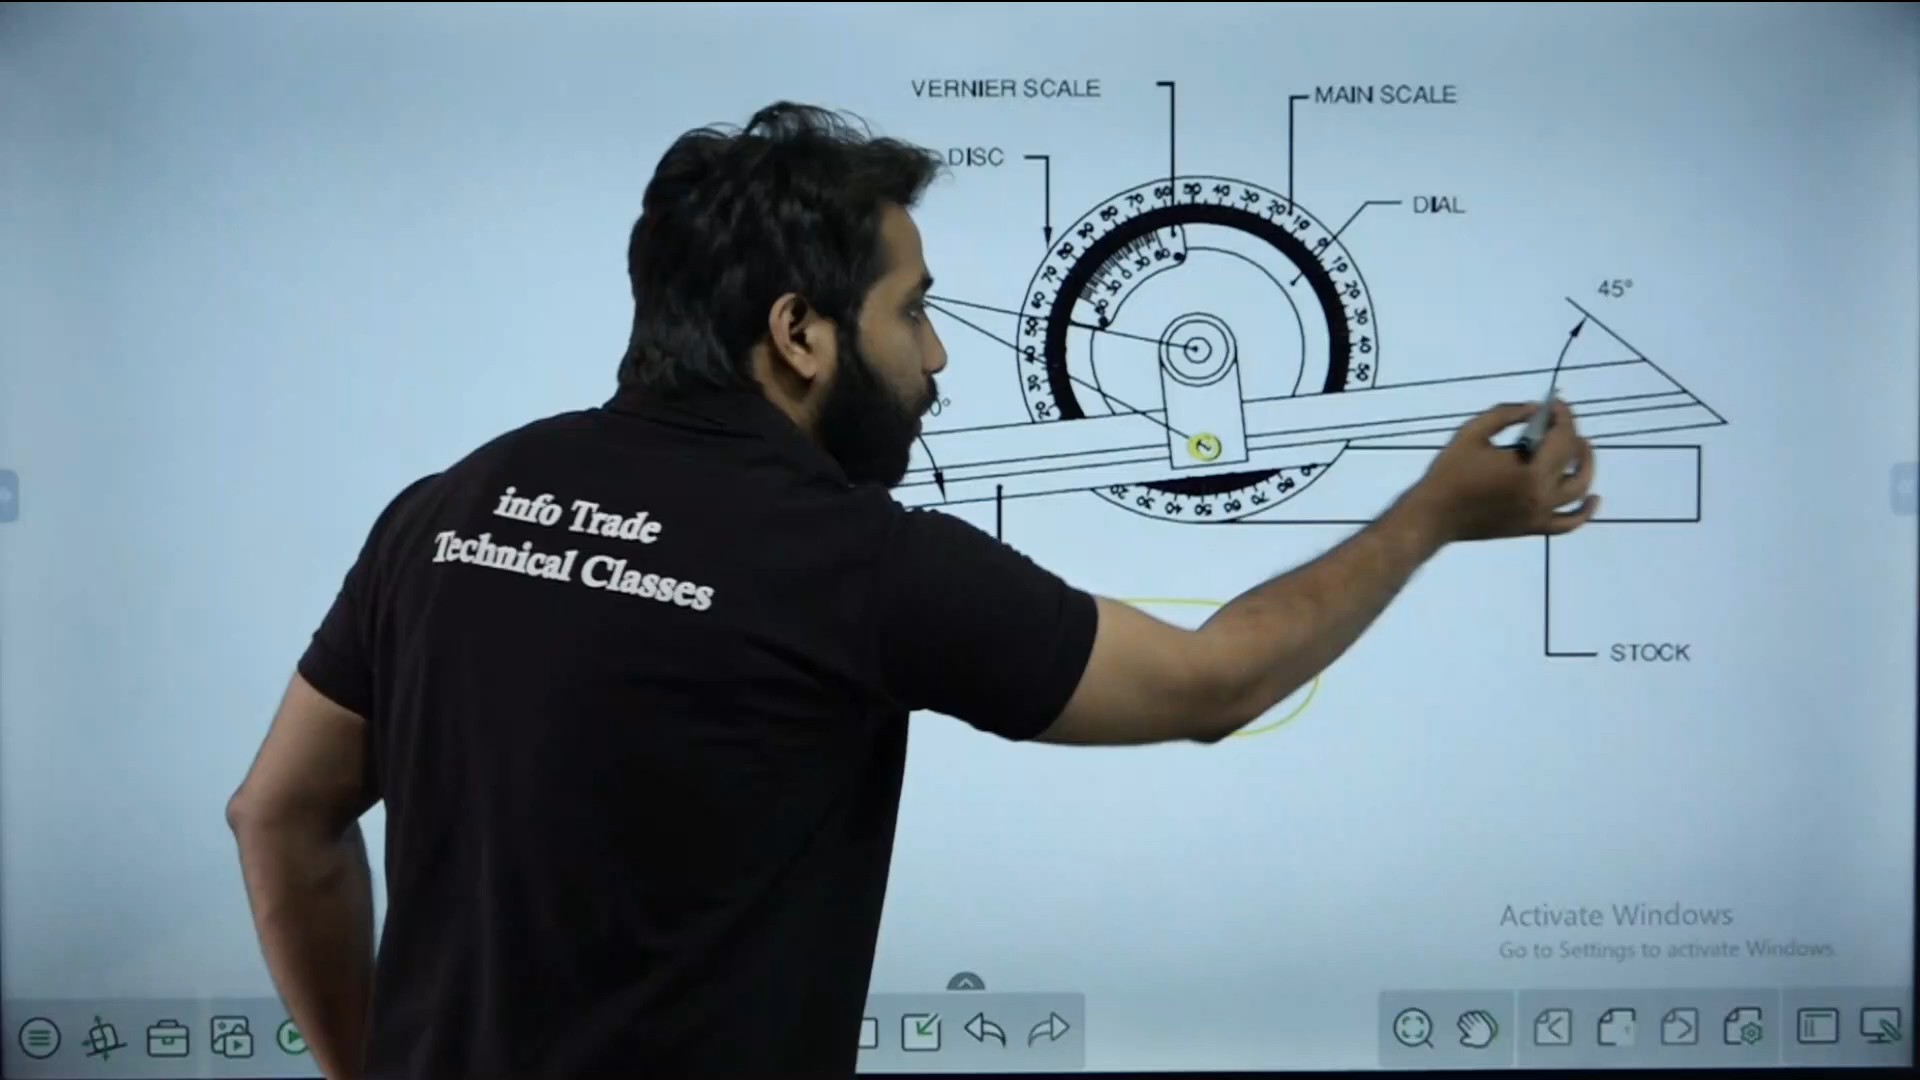 VERNIER SCALE
MAIN SCALE
DISC
DIAL
45°
STOCK
info Trade
Technical Classes
Activate Windows
Go to Settings to activate Windows.